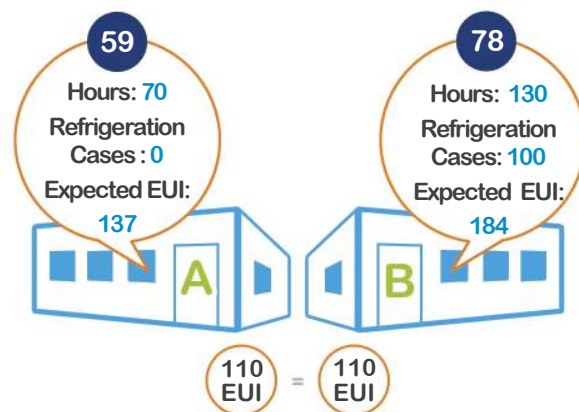 59
Hours: 70
Refrigeration
Cases : 0
Expected EUI:
137
78
Hours: 130
Refrigeration
Cases: 100
Expected EUI:
184
A
B
110
EUI
=
110
EUI